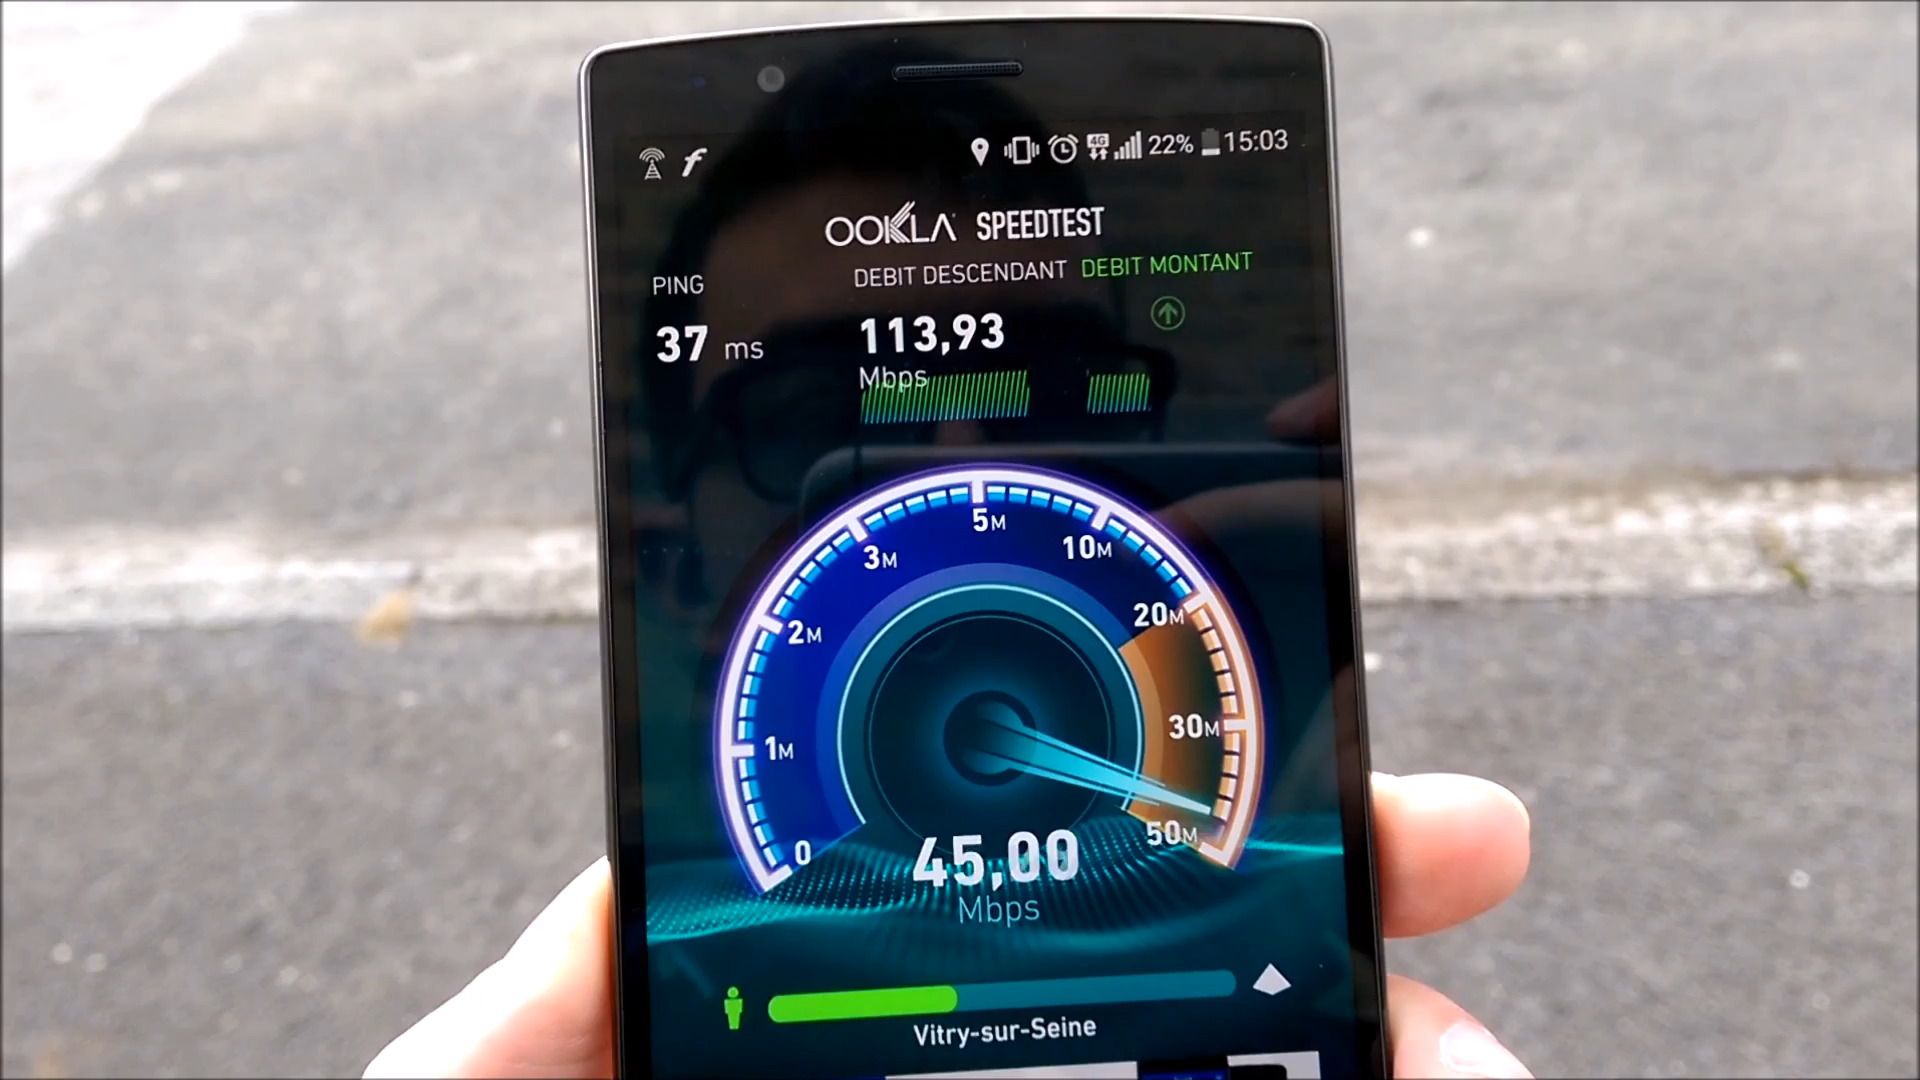 4G 22% 15:03
OOKLA SPEEDTEST
PING DEBIT DESCENDANT DEBIT MONTANT
37 ms 113,93
Mbps
5M
3M 10M
2M 20M
1M 30M
0 50M
45,00
Mbps
Vitry-sur-Seine